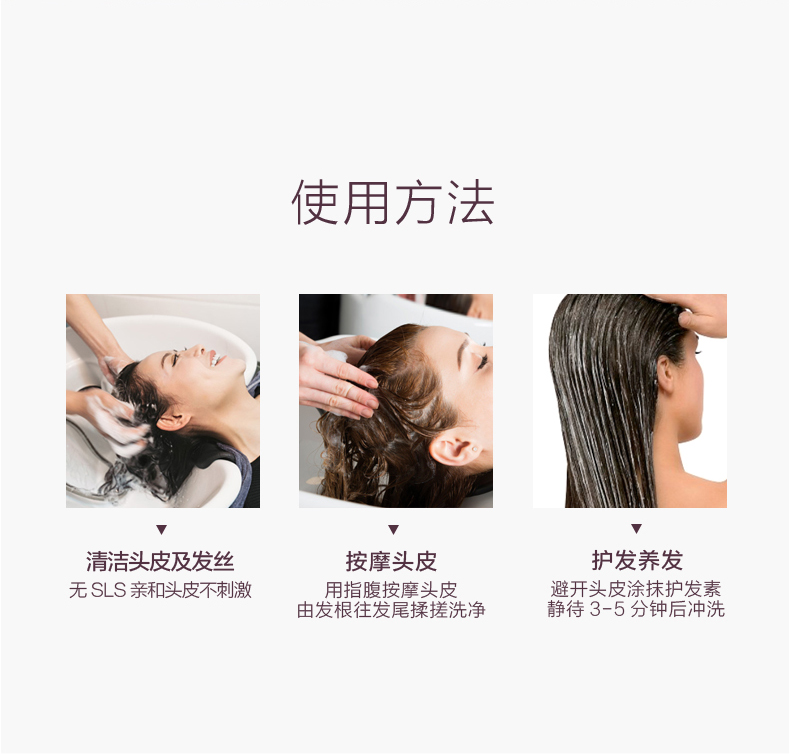 使用方法
清洁头皮及发丝
无 SLS 亲和头皮不刺激
按摩头皮
用指腹按摩头皮
由发根往发尾揉搓洗净
护发养发
避开头皮涂抹护发素
静待 3-5 分钟后冲洗